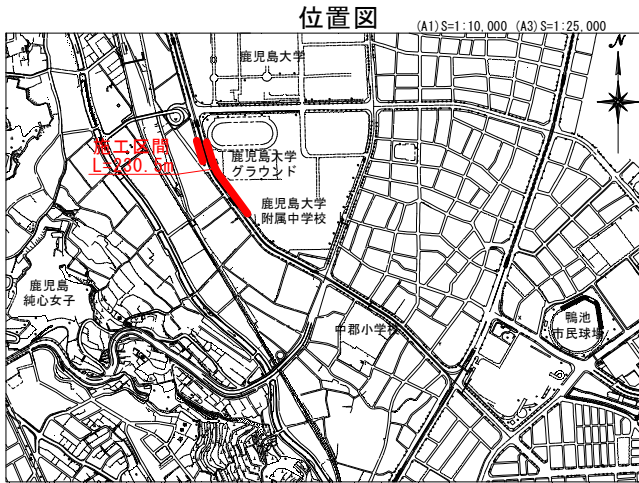 位置図
(A1)S=1:10,000 (A3)S=1:25,000
N
鹿児島大学
施工区間
L=230.5m
鹿児島大学
グラウンド
鹿児島大学
附属中学校
鹿児島
純心女子
中郡小学校
鴨池
市民球場